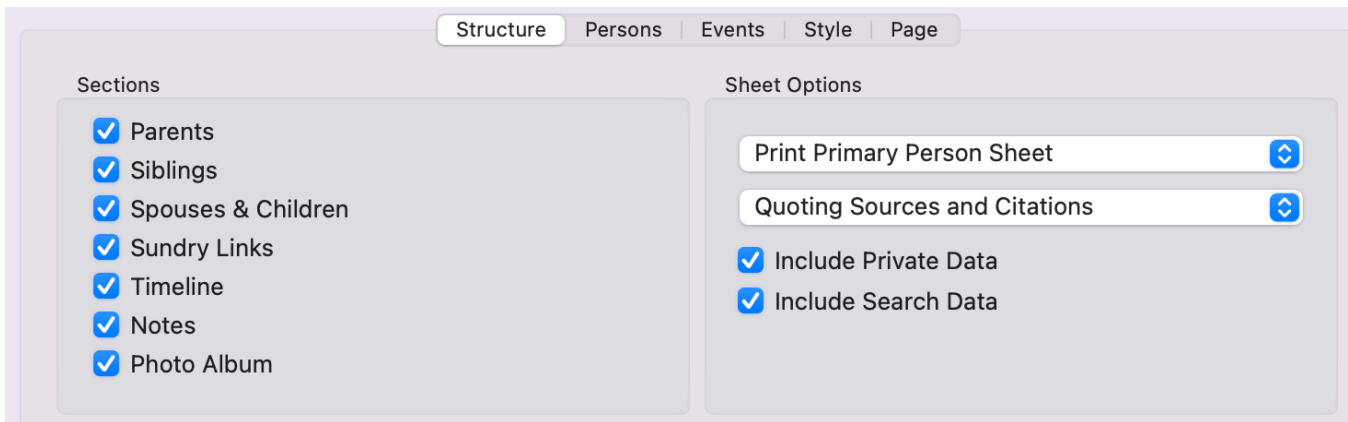 Structure Persons Events Style Page
Sections
Parents
Siblings
Spouses & Children
Sundry Links
Timeline
Notes
Photo Album
Sheet Options
Print Primary Person Sheet
Quoting Sources and Citations
Include Private Data
Include Search Data